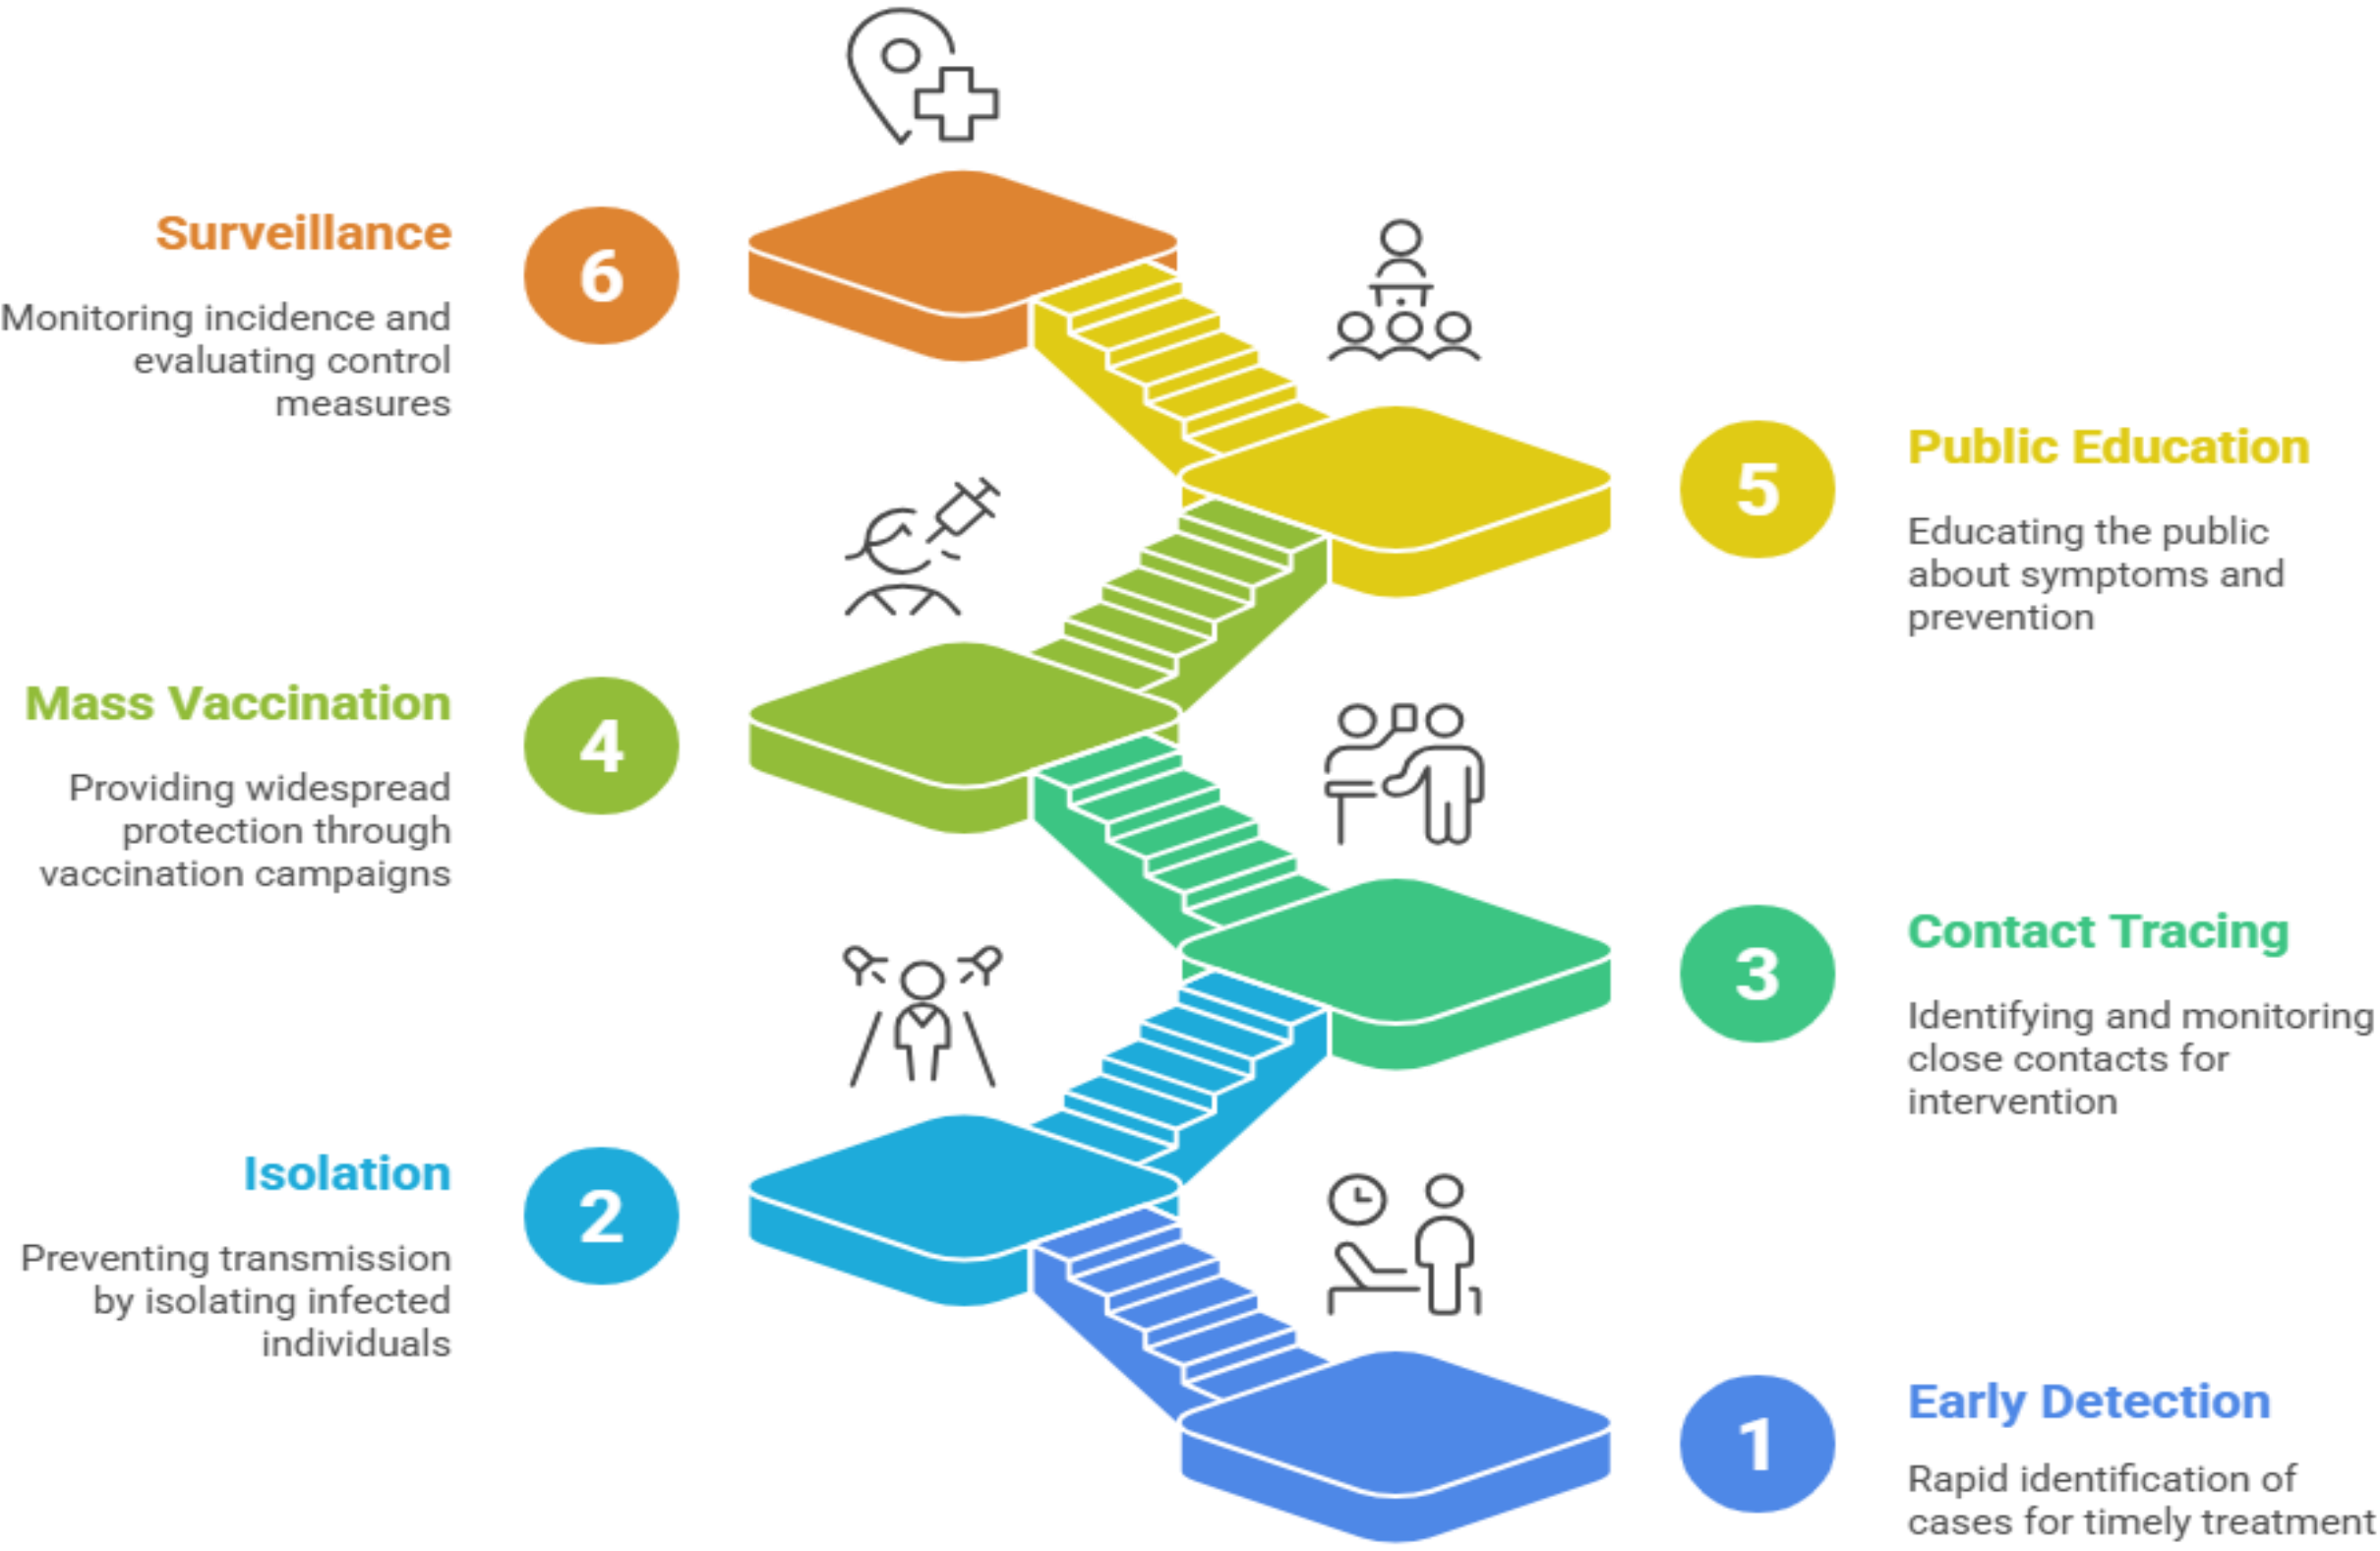 Surveillance
6
Monitoring incidence and
evaluating control
measures
5
Public Education
Educating the public
about symptoms and
prevention
Mass Vaccination
4
Providing widespread
protection through
vaccination campaigns
3
Contact Tracing
Identifying and monitoring
close contacts for
intervention
Isolation
2
Preventing transmission
by isolating infected
individuals
1
Early Detection
Rapid identification of
cases for timely treatment